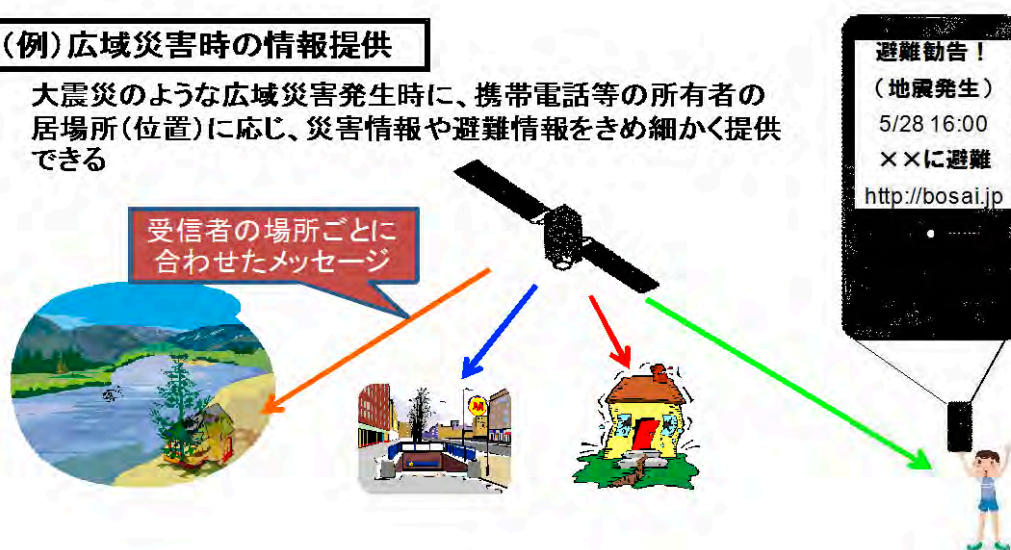 (例)広域災害時の情報提供
大震災のような広域災害発生時に、携帯電話等の所有者の
居場所(位置)に応じ、災害情報や避難情報をきめ細かく提供
できる
受信者の場所ごとに
合わせたメッセージ
避難勧告!
(地震発生)
5/28 16:00
××に避難
http://bosai.jp
M